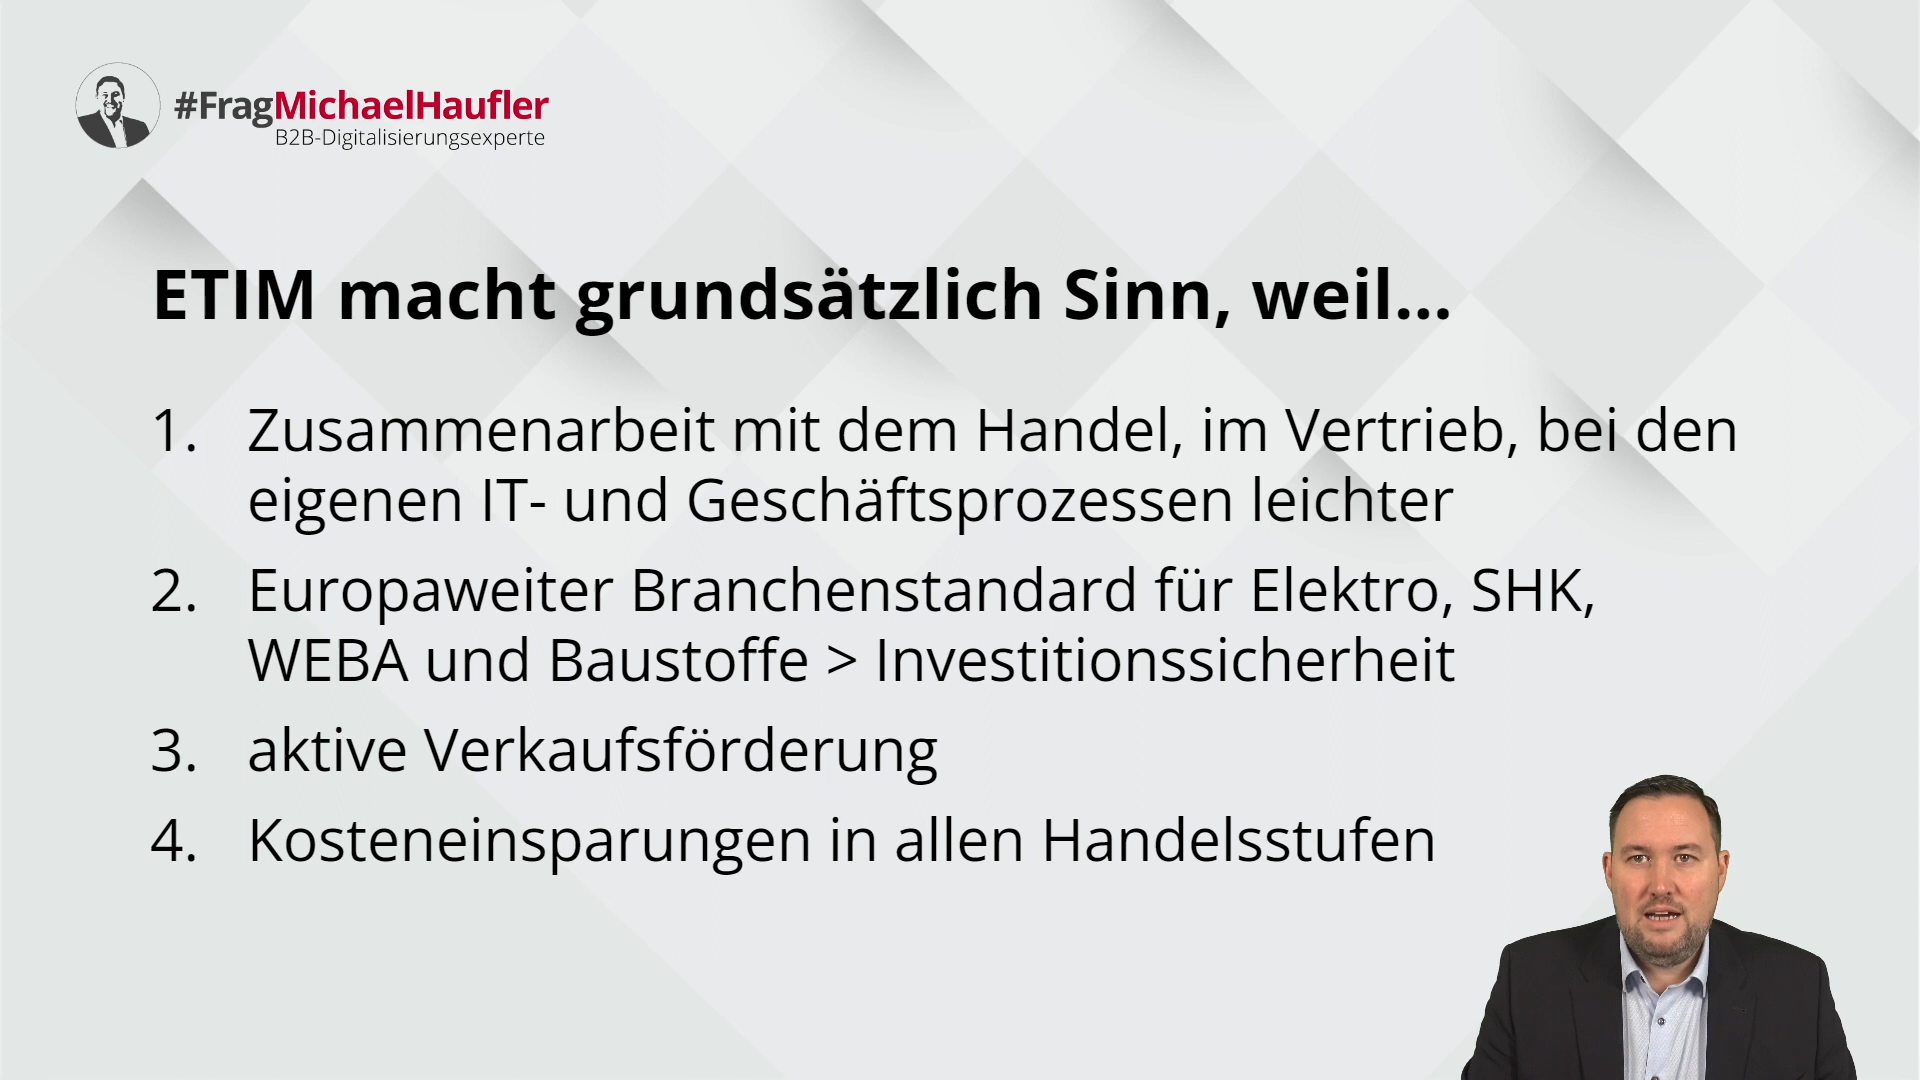 #FragMichaelHaufler
B2B-Digitalisierungsexperte
ETIM macht grundsätzlich Sinn, weil...
1. Zusammenarbeit mit dem Handel, im Vertrieb, bei den
eigenen IT- und Geschäftsprozessen leichter
2. Europaweiter Branchenstandard für Elektro, SHK,
WEBA und Baustoffe > Investitionssicherheit
3. aktive Verkaufsförderung
4. Kosteneinsparungen in allen Handelsstufen